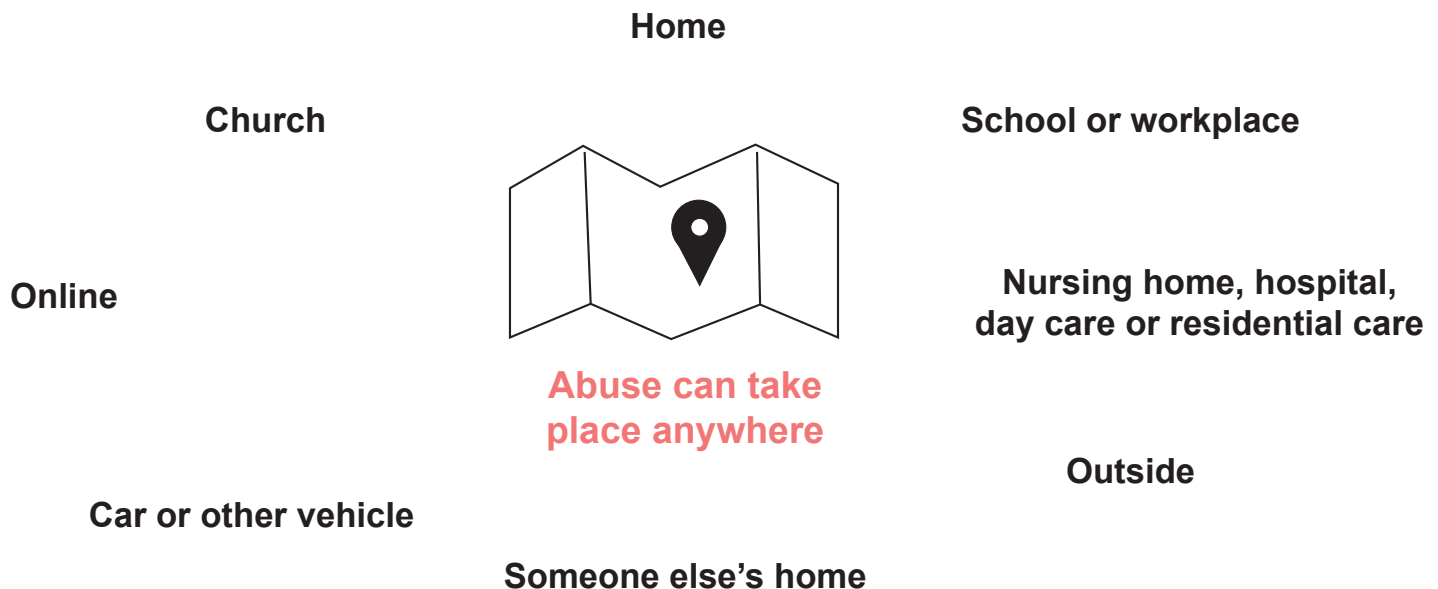 Home
Church
School or workplace
Online
Nursing home, hospital,
day care or residential care
Abuse can take
place anywhere
Outside
Car or other vehicle
Someone else’s home